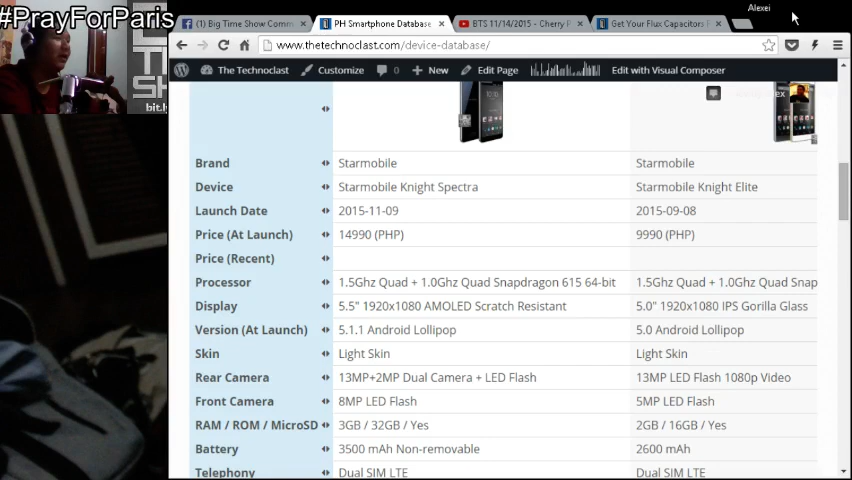 #PrayForParis
bit.ly
Alexei
(1) Big Time Show Comm
PH Smartphone Database
BTS 11/14/2015 - Cherry P
Get Your Flux Capacitors
www.thetechnoclast.com/device-database/
The Technoclast
Customize
0
New
Edit Page
Edit with Visual Composer
Brand Starmobile Starmobile
Device Starmobile Knight Spectra Starmobile Knight Elite
Launch Date 2015-11-09 2015-09-08
Price (At Launch) 14990 (PHP) 9990 (PHP)
Price (Recent)
Processor 1.5Ghz Quad + 1.0Ghz Quad Snapdragon 615 64-bit 1.5Ghz Quad + 1.0Ghz Quad Snap
Display 5.5" 1920x1080 AMOLED Scratch Resistant 5.0" 1920x1080 IPS Gorilla Glass
Version (At Launch) 5.1.1 Android Lollipop 5.0 Android Lollipop
Skin Light Skin Light Skin
Rear Camera 13MP+2MP Dual Camera + LED Flash 13MP LED Flash 1080p Video
Front Camera 8MP LED Flash 5MP LED Flash
RAM / ROM / MicroSD 3GB / 32GB / Yes 2GB / 16GB / Yes
Battery 3500 mAh Non-removable 2600 mAh
Telephony Dual SIM LTE Dual SIM LTE